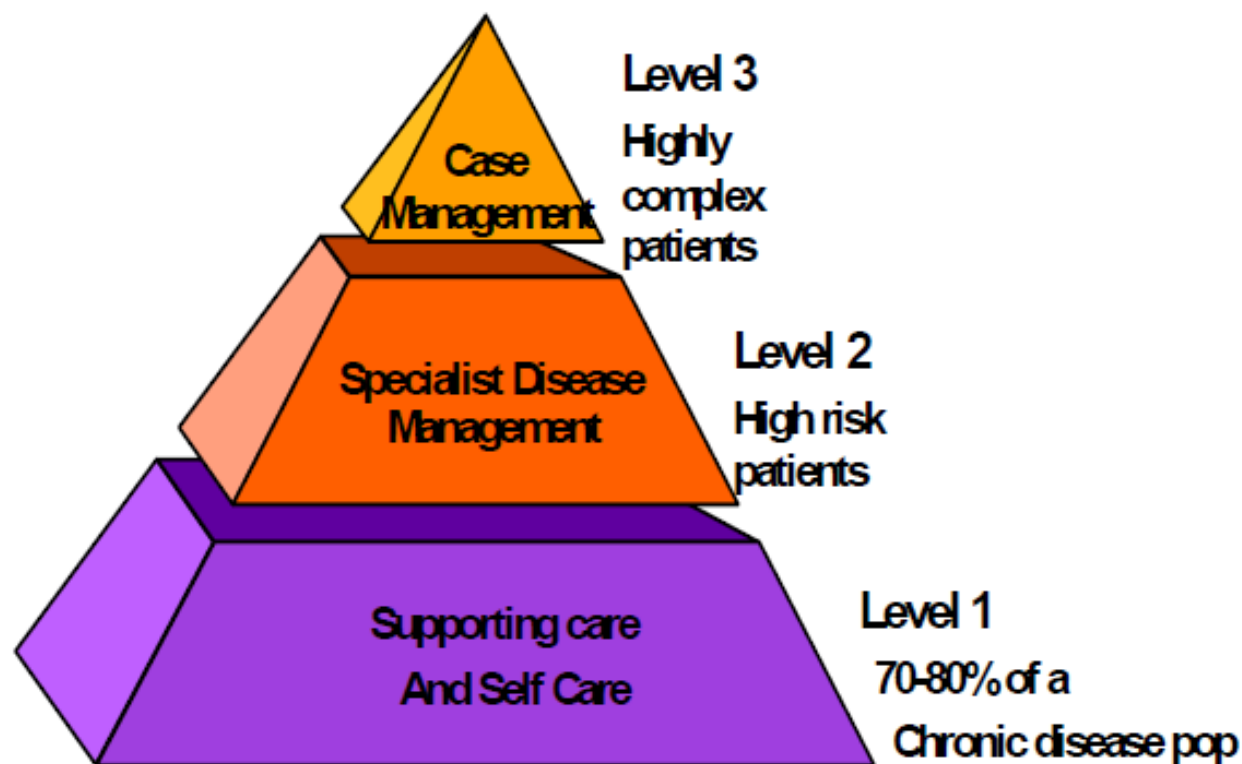 Case
Management
Level 3
Highly
complex
patients
Specialist Disease
Management
Level 2
High risk
patients
Supporting care
And Self Care
Level 1
70-80% of a
Chronic disease pop